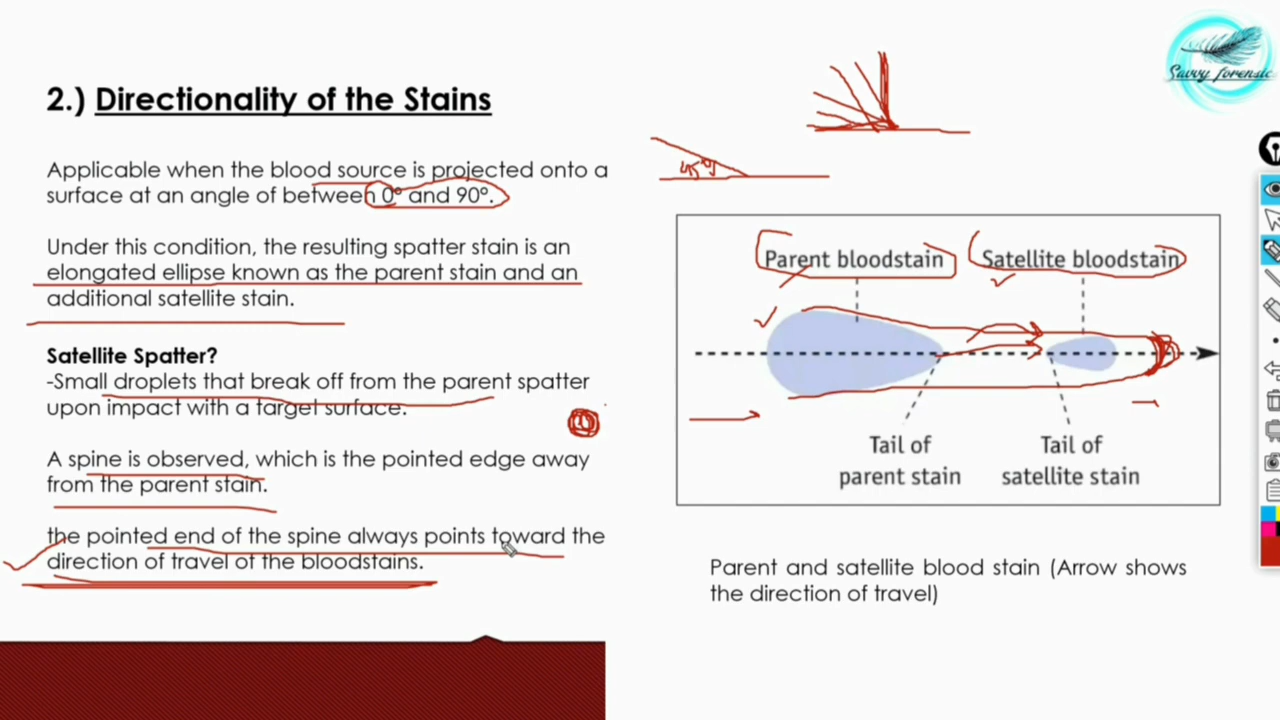 2.) Directionality of the Stains
Applicable when the blood source is projected onto a
surface at an angle of between 0° and 90°.
Under this condition, the resulting spatter stain is an
elongated ellipse known as the parent stain and an
additional satellite stain.
Satellite Spatter?
-Small droplets that break off from the parent spatter
upon impact with a target surface.
A spine is observed, which is the pointed edge away
from the parent stain.
the pointed end of the spine always points toward the
direction of travel of the bloodstains.
Savvy forensic
45°
Parent bloodstain
Satellite bloodstain
Tail of
parent stain
Tail of
satellite stain
Parent and satellite blood stain (Arrow shows
the direction of travel)